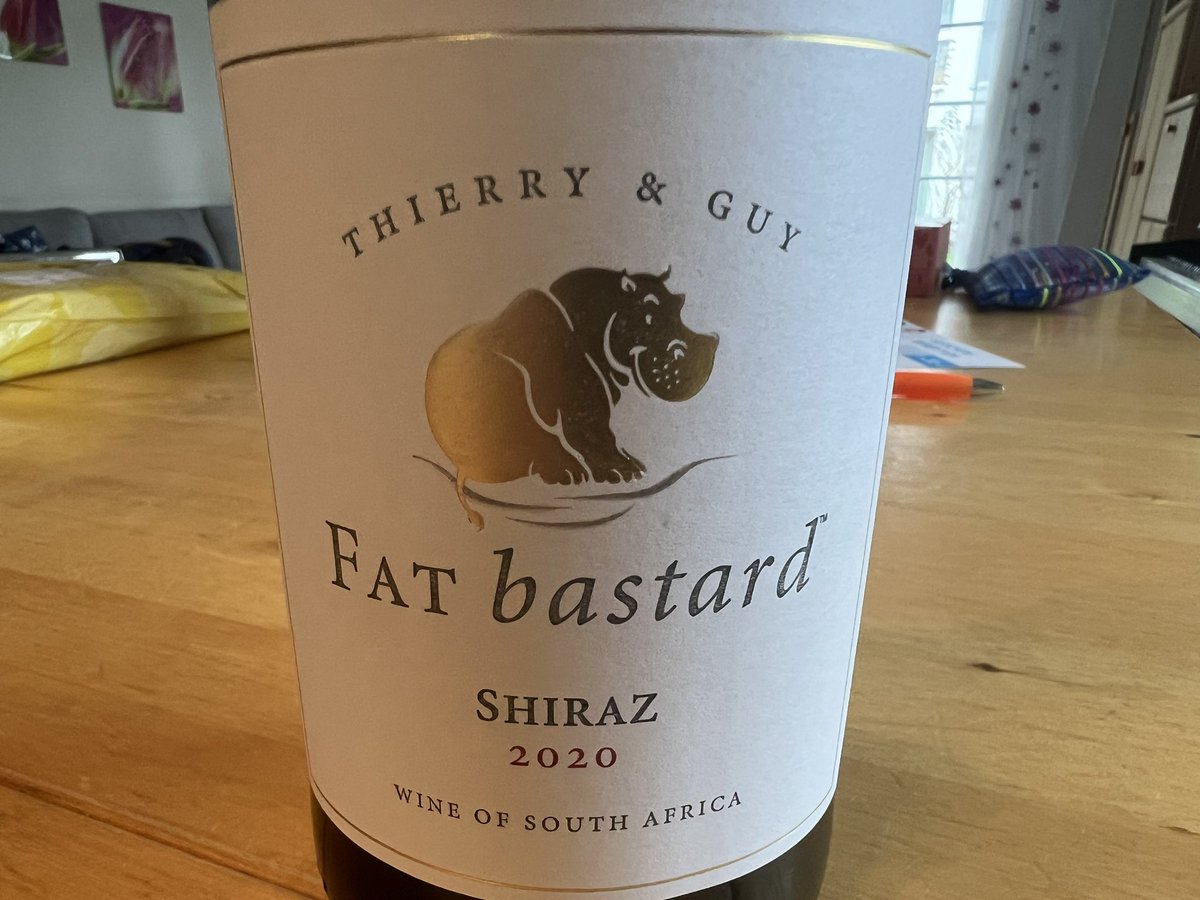 THIERRY & GUY
FAT bastard™
SHIRAZ
2020
WINE OF SOUTH AFRICA